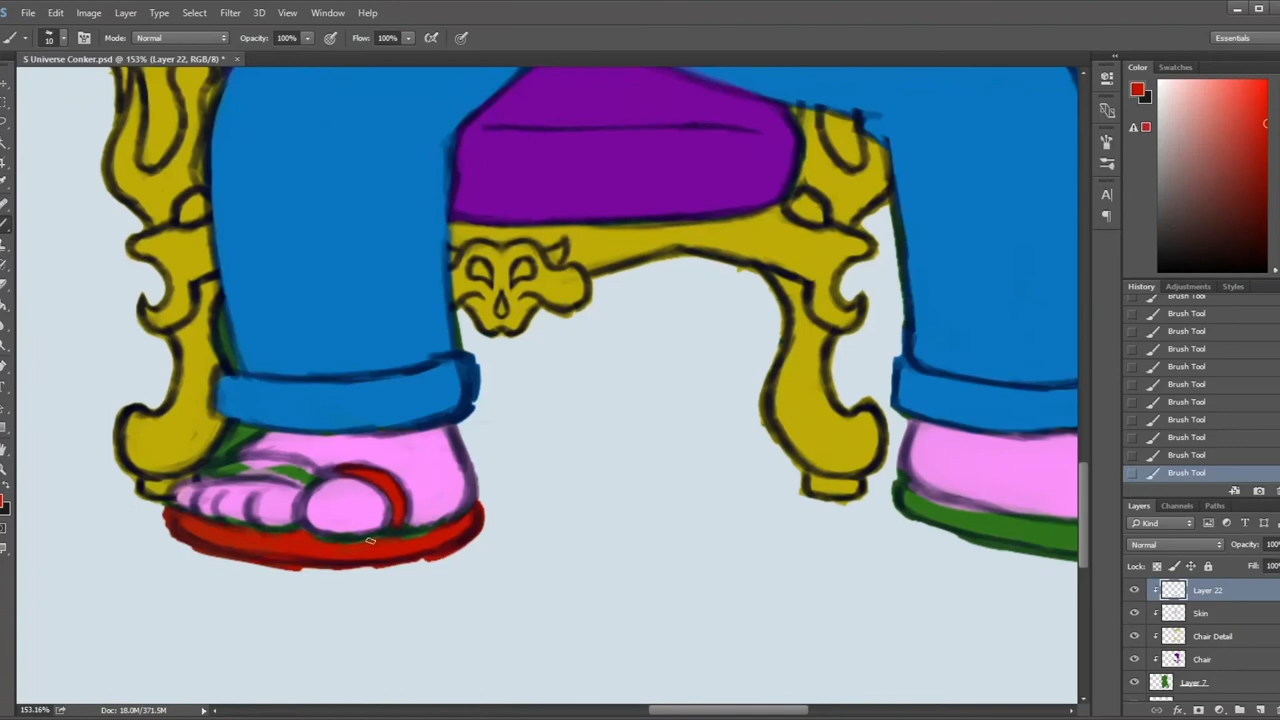 File Edit Image Layer Type Select Filter 3D View Window Help
10 Mode: Normal Opacity: 100% Flow: 100% Essentials
S Universe Conker.psd @ 153% (Layer 22, RGB/8) * ×
Color Swatches
History Adjustments Styles
Brush Tool
Brush Tool
Brush Tool
Brush Tool
Brush Tool
Brush Tool
Brush Tool
Brush Tool
Brush Tool
Brush Tool
Layers Channels Paths
Kind
Normal Opacity: 100%
Lock: Fill: 100%
Layer 22
Skin
Chair Detail
Chair
Layer 7
153.16% Doc: 18.0M/371.5M